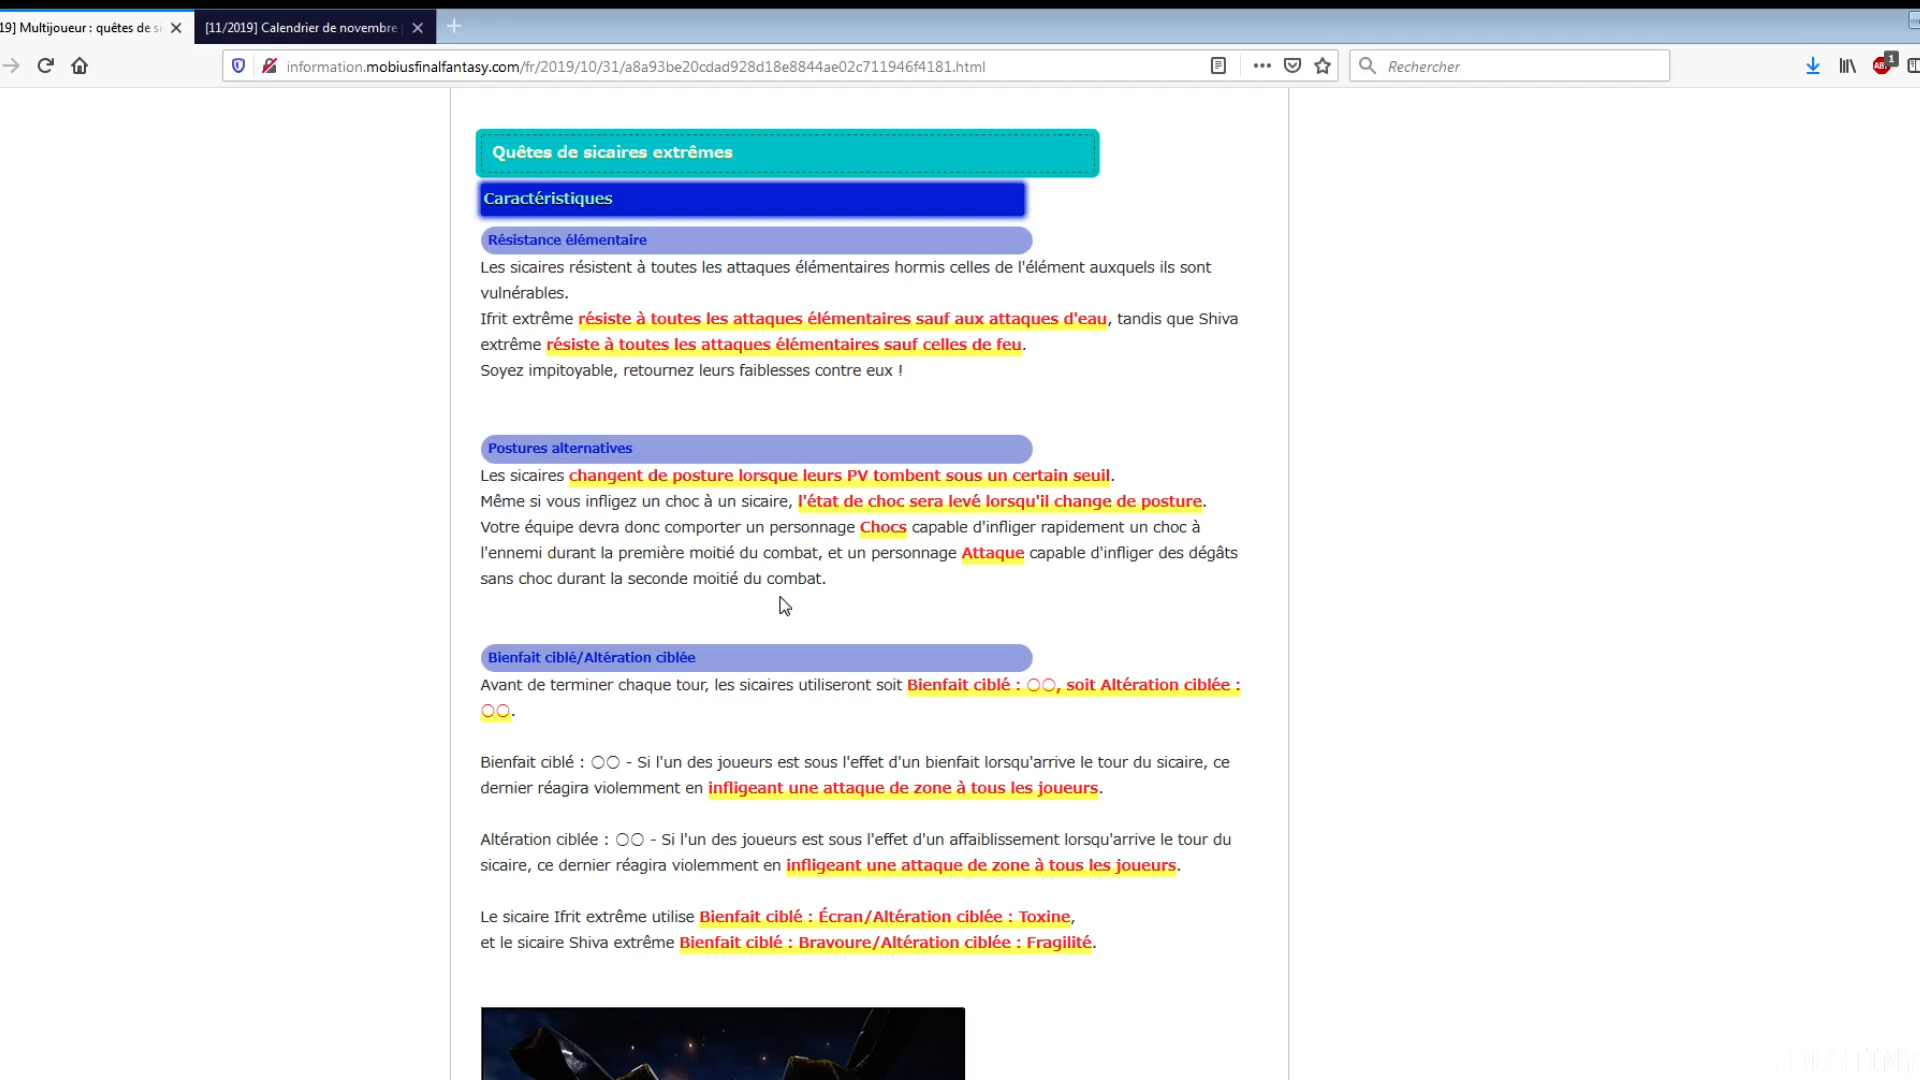 19] Multijoueur : quêtes de si
[11/2019] Calendrier de novembre
information.mobiusfinalfantasy.com/fr/2019/10/31/a8a93be20cdad928d18e8844ae02c711946f4181.html
Rechercher
1
Quêtes de sicaires extrêmes
Caractéristiques
Résistance élémentaire
Les sicaires résistent à toutes les attaques élémentaires hormis celles de l'élément auxquels ils sont
vulnérables.
Ifrit extrême résiste à toutes les attaques élémentaires sauf aux attaques d'eau, tandis que Shiva
extrême résiste à toutes les attaques élémentaires sauf celles de feu.
Soyez impitoyable, retournez leurs faiblesses contre eux !
Postures alternatives
Les sicaires changent de posture lorsque leurs PV tombent sous un certain seuil.
Même si vous infligez un choc à un sicaire, l'état de choc sera levé lorsqu'il change de posture.
Votre équipe devra donc comporter un personnage Chocs capable d'infliger rapidement un choc à
l'ennemi durant la première moitié du combat, et un personnage Attaque capable d'infliger des dégâts
sans choc durant la seconde moitié du combat.
Bienfait ciblé/Altération ciblée
Avant de terminer chaque tour, les sicaires utiliseront soit Bienfait ciblé : ○○, soit Altération ciblée :
○○.
Bienfait ciblé : ○○ - Si l'un des joueurs est sous l'effet d'un bienfait lorsqu'arrive le tour du sicaire, ce
dernier réagira violemment en infligeant une attaque de zone à tous les joueurs.
Altération ciblée : ○○ - Si l'un des joueurs est sous l'effet d'un affaiblissement lorsqu'arrive le tour du
sicaire, ce dernier réagira violemment en infligeant une attaque de zone à tous les joueurs.
Le sicaire Ifrit extrême utilise Bienfait ciblé : Écran/Altération ciblée : Toxine,
et le sicaire Shiva extrême Bienfait ciblé : Bravoure/Altération ciblée : Fragilité.